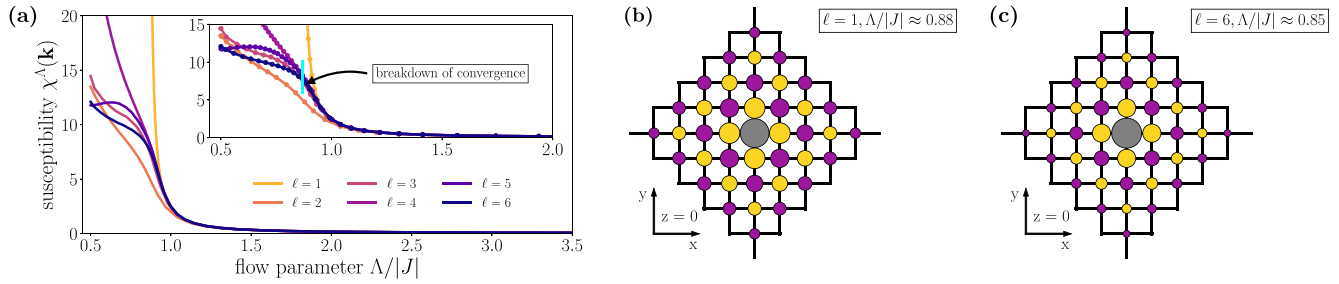 (a)
susceptibility χ^Λ(k)
20
15
10
5
0
0.5 1.0 1.5 2.0 2.5 3.0 3.5
flow parameter Λ/|J|
15
10
5
0
0.5 1.0 1.5 2.0
breakdown of convergence
ℓ = 1 ℓ = 3 ℓ = 5
ℓ = 2 ℓ = 4 ℓ = 6
(b)
ℓ = 1, Λ/|J| ≈ 0.88
y
z = 0
x
(c)
ℓ = 6, Λ/|J| ≈ 0.85
y
z = 0
x